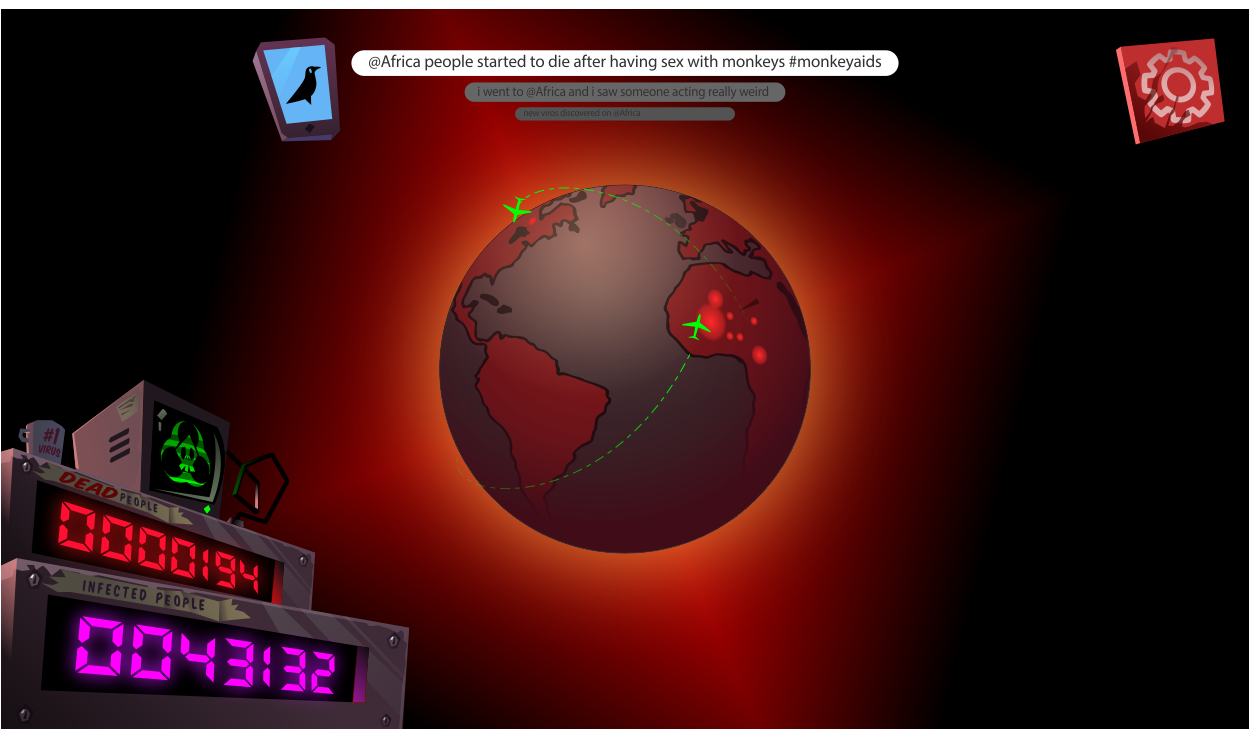 @Africa people started to die after having sex with monkeys #monkeyaids
i went to @Africa and i saw someone acting really weird
new viros discovered on @Africa
#1
VIRUS
DEAD PEOPLE
0000194
INFECTED PEOPLE
0043132